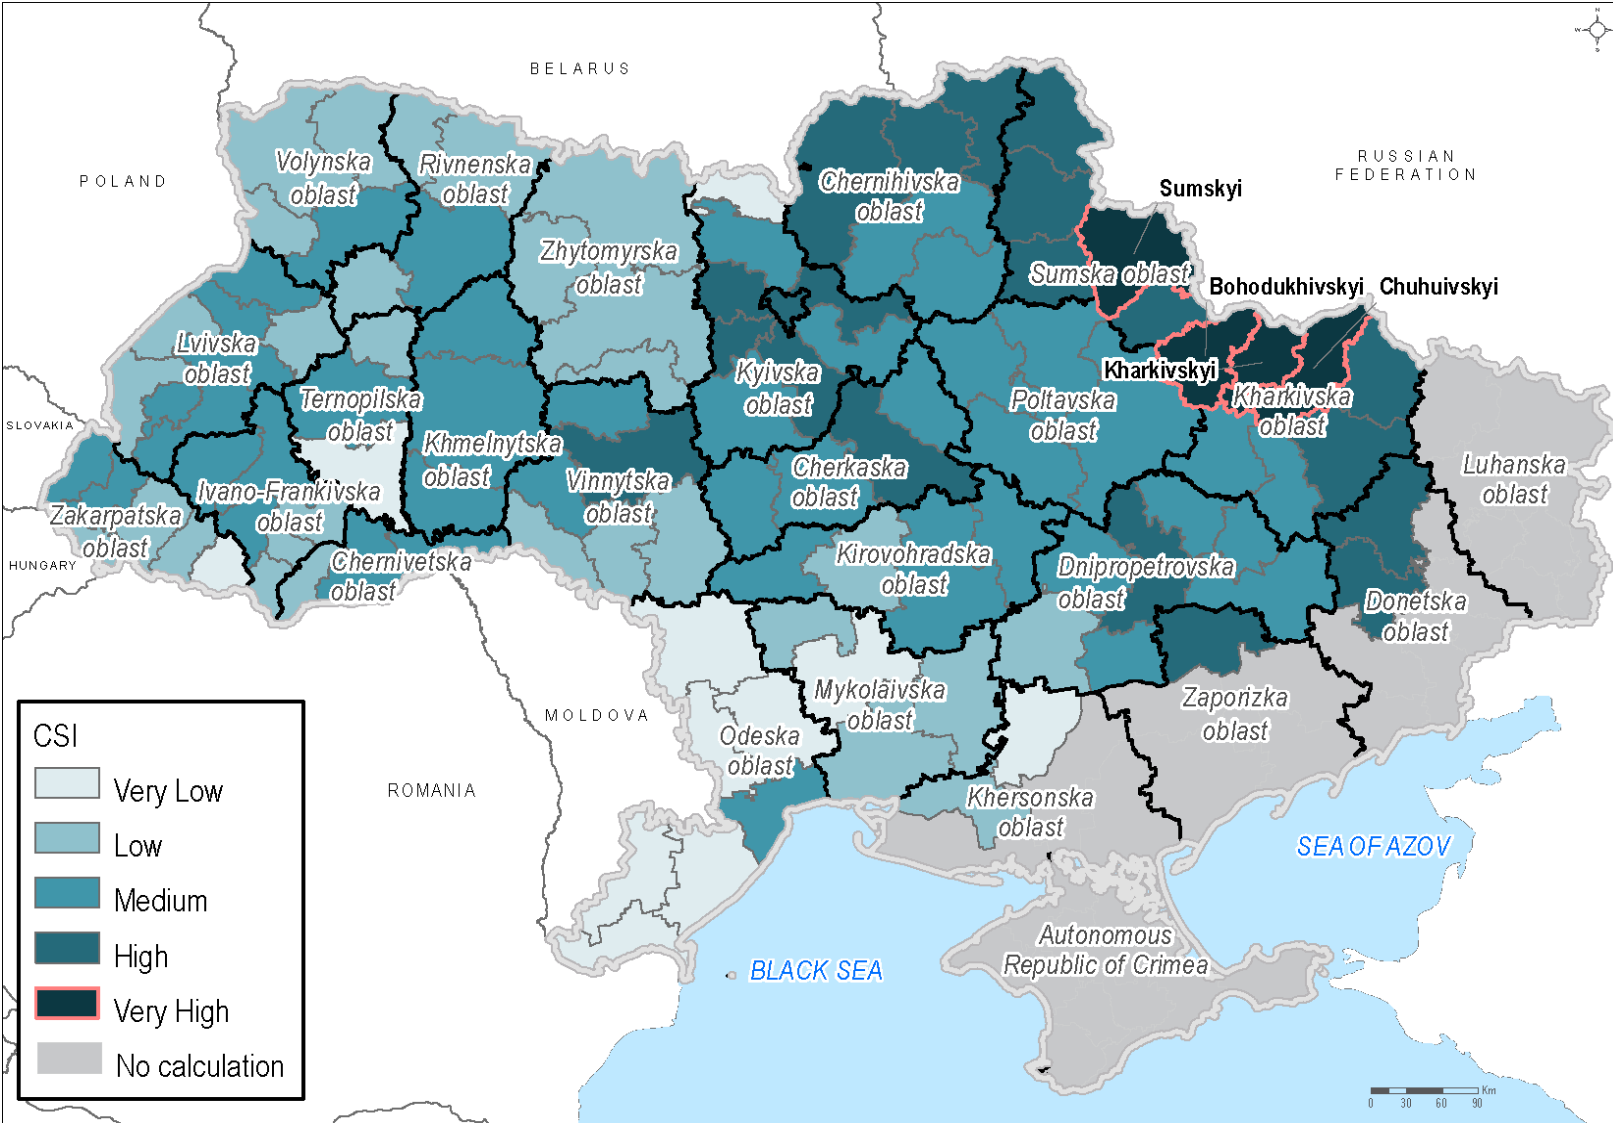 N
W
S
BELARUS
POLAND
RUSSIAN
FEDERATION
Volynska
oblast
Rivnenska
oblast
Chernihivska
oblast
Sumskyi
Zhytomyrska
oblast
Sumska oblast
Bohodukhivskyi
Chuhuivskyi
Lvivska
oblast
Kyivska
oblast
Kharkivskyi
Ternopilska
oblast
Poltavska
oblast
Kharkivska
oblast
SLOVAKIA
Khmelnytska
oblast
Vinnytska
oblast
Cherkaska
oblast
Luhanska
oblast
Ivano-Frankivska
oblast
Zakarpatska
oblast
HUNGARY
Chernivetska
oblast
Kirovohradska
oblast
Dnipropetrovska
oblast
Donetska
oblast
MOLDOVA
Mykolaivska
oblast
Zaporizka
oblast
Odeska
oblast
ROMANIA
Khersonska
oblast
SEA OF AZOV
Autonomous
Republic of Crimea
BLACK SEA
CSI
Very Low
Low
Medium
High
Very High
No calculation
Km
0 30 60 90